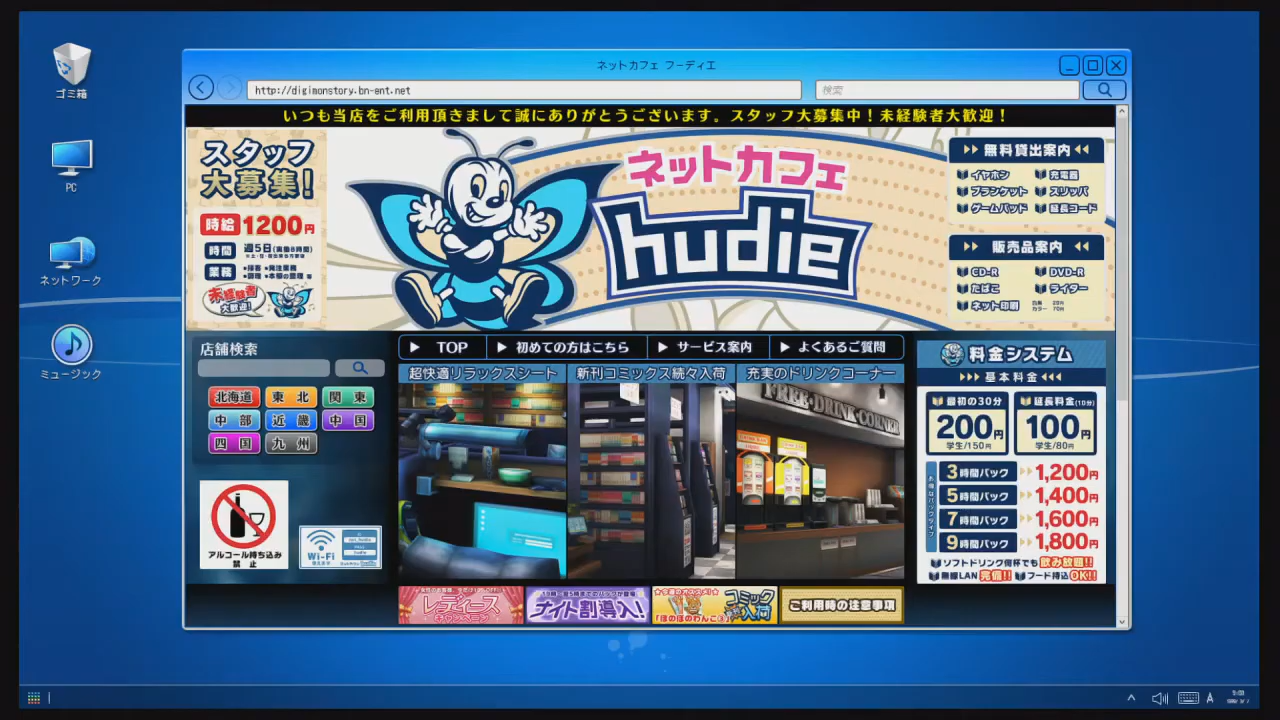 ゴミ箱
PC
ネットワーク
ミュージック
ネットカフェ フーディエ
http://digimonstory.bn-ent.net
検索
いつも当店をご利用頂きまして誠にありがとうございます。スタッフ大募集中！未経験者大歓迎！
スタッフ
大募集!
時給 1200円
時間 週5日(実働8時間)
業務
未経験者
大歓迎!
ネットカフェ
hudie
無料貸出案内
イヤホン 充電器
ブランケット スリッパ
ゲームパッド 延長コード
販売品案内
CD-R DVD-R
たばこ ライター
ネット印刷
店舗検索
北海道 東北 関東
中部 近畿 中国
四国 九州
アルコール持ち込み
禁止
Wi-Fi
TOP 初めての方はこちら サービス案内 よくあるご質問
超快適リラックスシート 新刊コミックス続々入荷 充実のドリンクコーナー
FREE・DRINK・CORNER
レディース
キャンペーン
ナイト割導入!
コミック
入荷
ご利用時の注意事項
料金システム
基本料金
最初の30分 延長料金(10分)
200円 100円
学生/150円 学生/80円
3時間パック 1,200円
5時間パック 1,400円
7時間パック 1,600円
9時間パック 1,800円
ソフトドリンク何杯でも飲み放題!!
無線LAN 完備!! フード持込OK!!
A